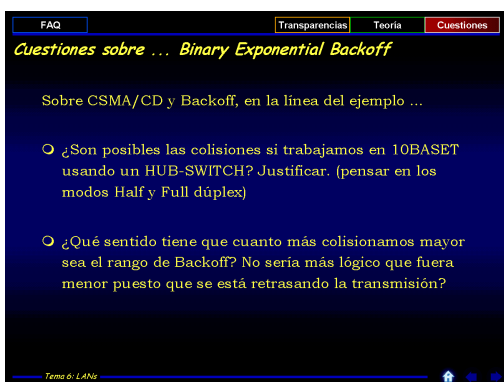 FAQ
Transparencias
Teoría
Cuestiones
Cuestiones sobre ... Binary Exponential Backoff
Sobre CSMA/CD y Backoff, en la línea del ejemplo ...
¿Son posibles las colisiones si trabajamos en 10BASET
usando un HUB-SWITCH? Justificar. (pensar en los
modos Half y Full dúplex)
¿Qué sentido tiene que cuanto más colisionamos mayor
sea el rango de Backoff? No sería más lógico que fuera
menor puesto que se está retrasando la transmisión?
Tema 6: LANs